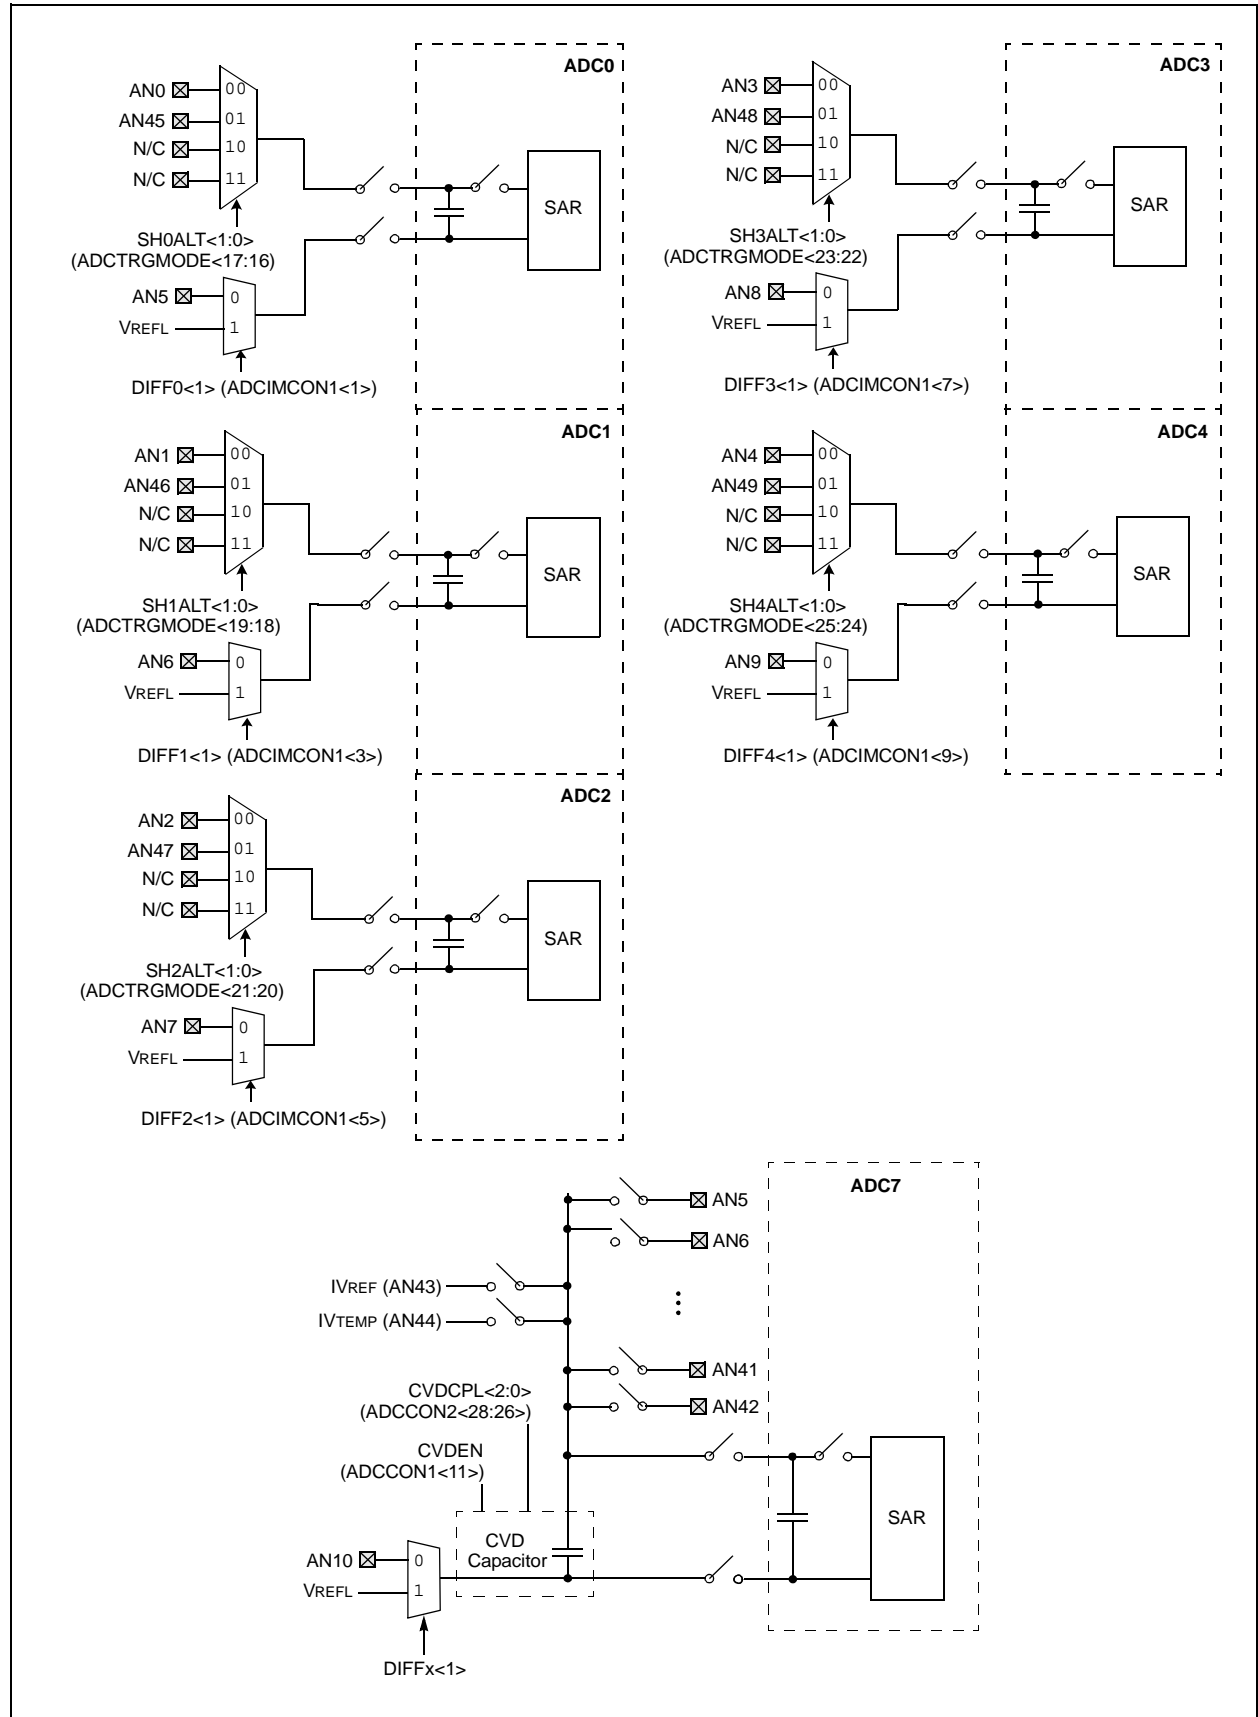 ADC0
AN0 00
AN45 01
N/C 10
N/C 11
SAR
SH0ALT<1:0>
(ADCTRGMODE<17:16)
AN5 0
VREFL 1
DIFF0<1> (ADCIMCON1<1>)
ADC3
AN3 00
AN48 01
N/C 10
N/C 11
SAR
SH3ALT<1:0>
(ADCTRGMODE<23:22)
AN8 0
VREFL 1
DIFF3<1> (ADCIMCON1<7>)
ADC1
AN1 00
AN46 01
N/C 10
N/C 11
SAR
SH1ALT<1:0>
(ADCTRGMODE<19:18)
AN6 0
VREFL 1
DIFF1<1> (ADCIMCON1<3>)
ADC4
AN4 00
AN49 01
N/C 10
N/C 11
SAR
SH4ALT<1:0>
(ADCTRGMODE<25:24)
AN9 0
VREFL 1
DIFF4<1> (ADCIMCON1<9>)
ADC2
AN2 00
AN47 01
N/C 10
N/C 11
SAR
SH2ALT<1:0>
(ADCTRGMODE<21:20)
AN7 0
VREFL 1
DIFF2<1> (ADCIMCON1<5>)
ADC7
AN5
AN6
IVREF (AN43)
IVTEMP (AN44)
AN41
AN42
CVDCPL<2:0>
(ADCCON2<28:26>)
CVDEN
(ADCCON1<11>)
SAR
CVD
Capacitor
AN10 0
VREFL 1
DIFFx<1>